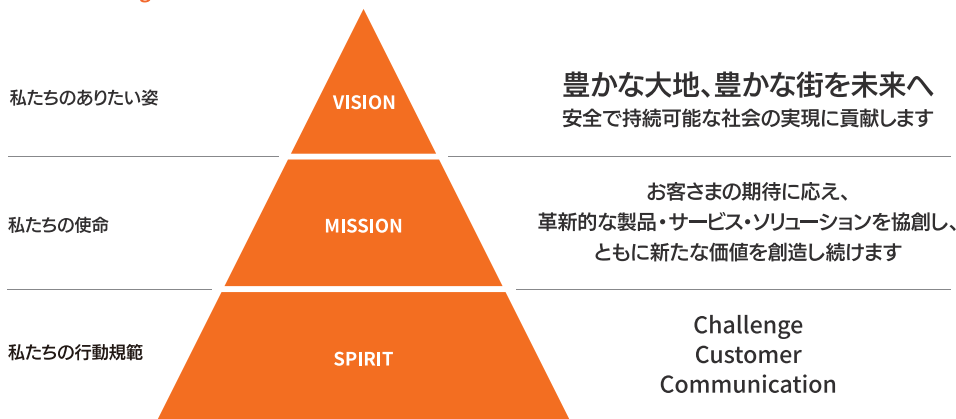 私たちのありたい姿
VISION
豊かな大地、豊かな街を未来へ
安全で持続可能な社会の実現に貢献します
私たちの使命
MISSION
お客さまの期待に応え、
革新的な製品・サービス・ソリューションを協創し、
ともに新たな価値を創造し続けます
私たちの行動規範
SPIRIT
Challenge
Customer
Communication